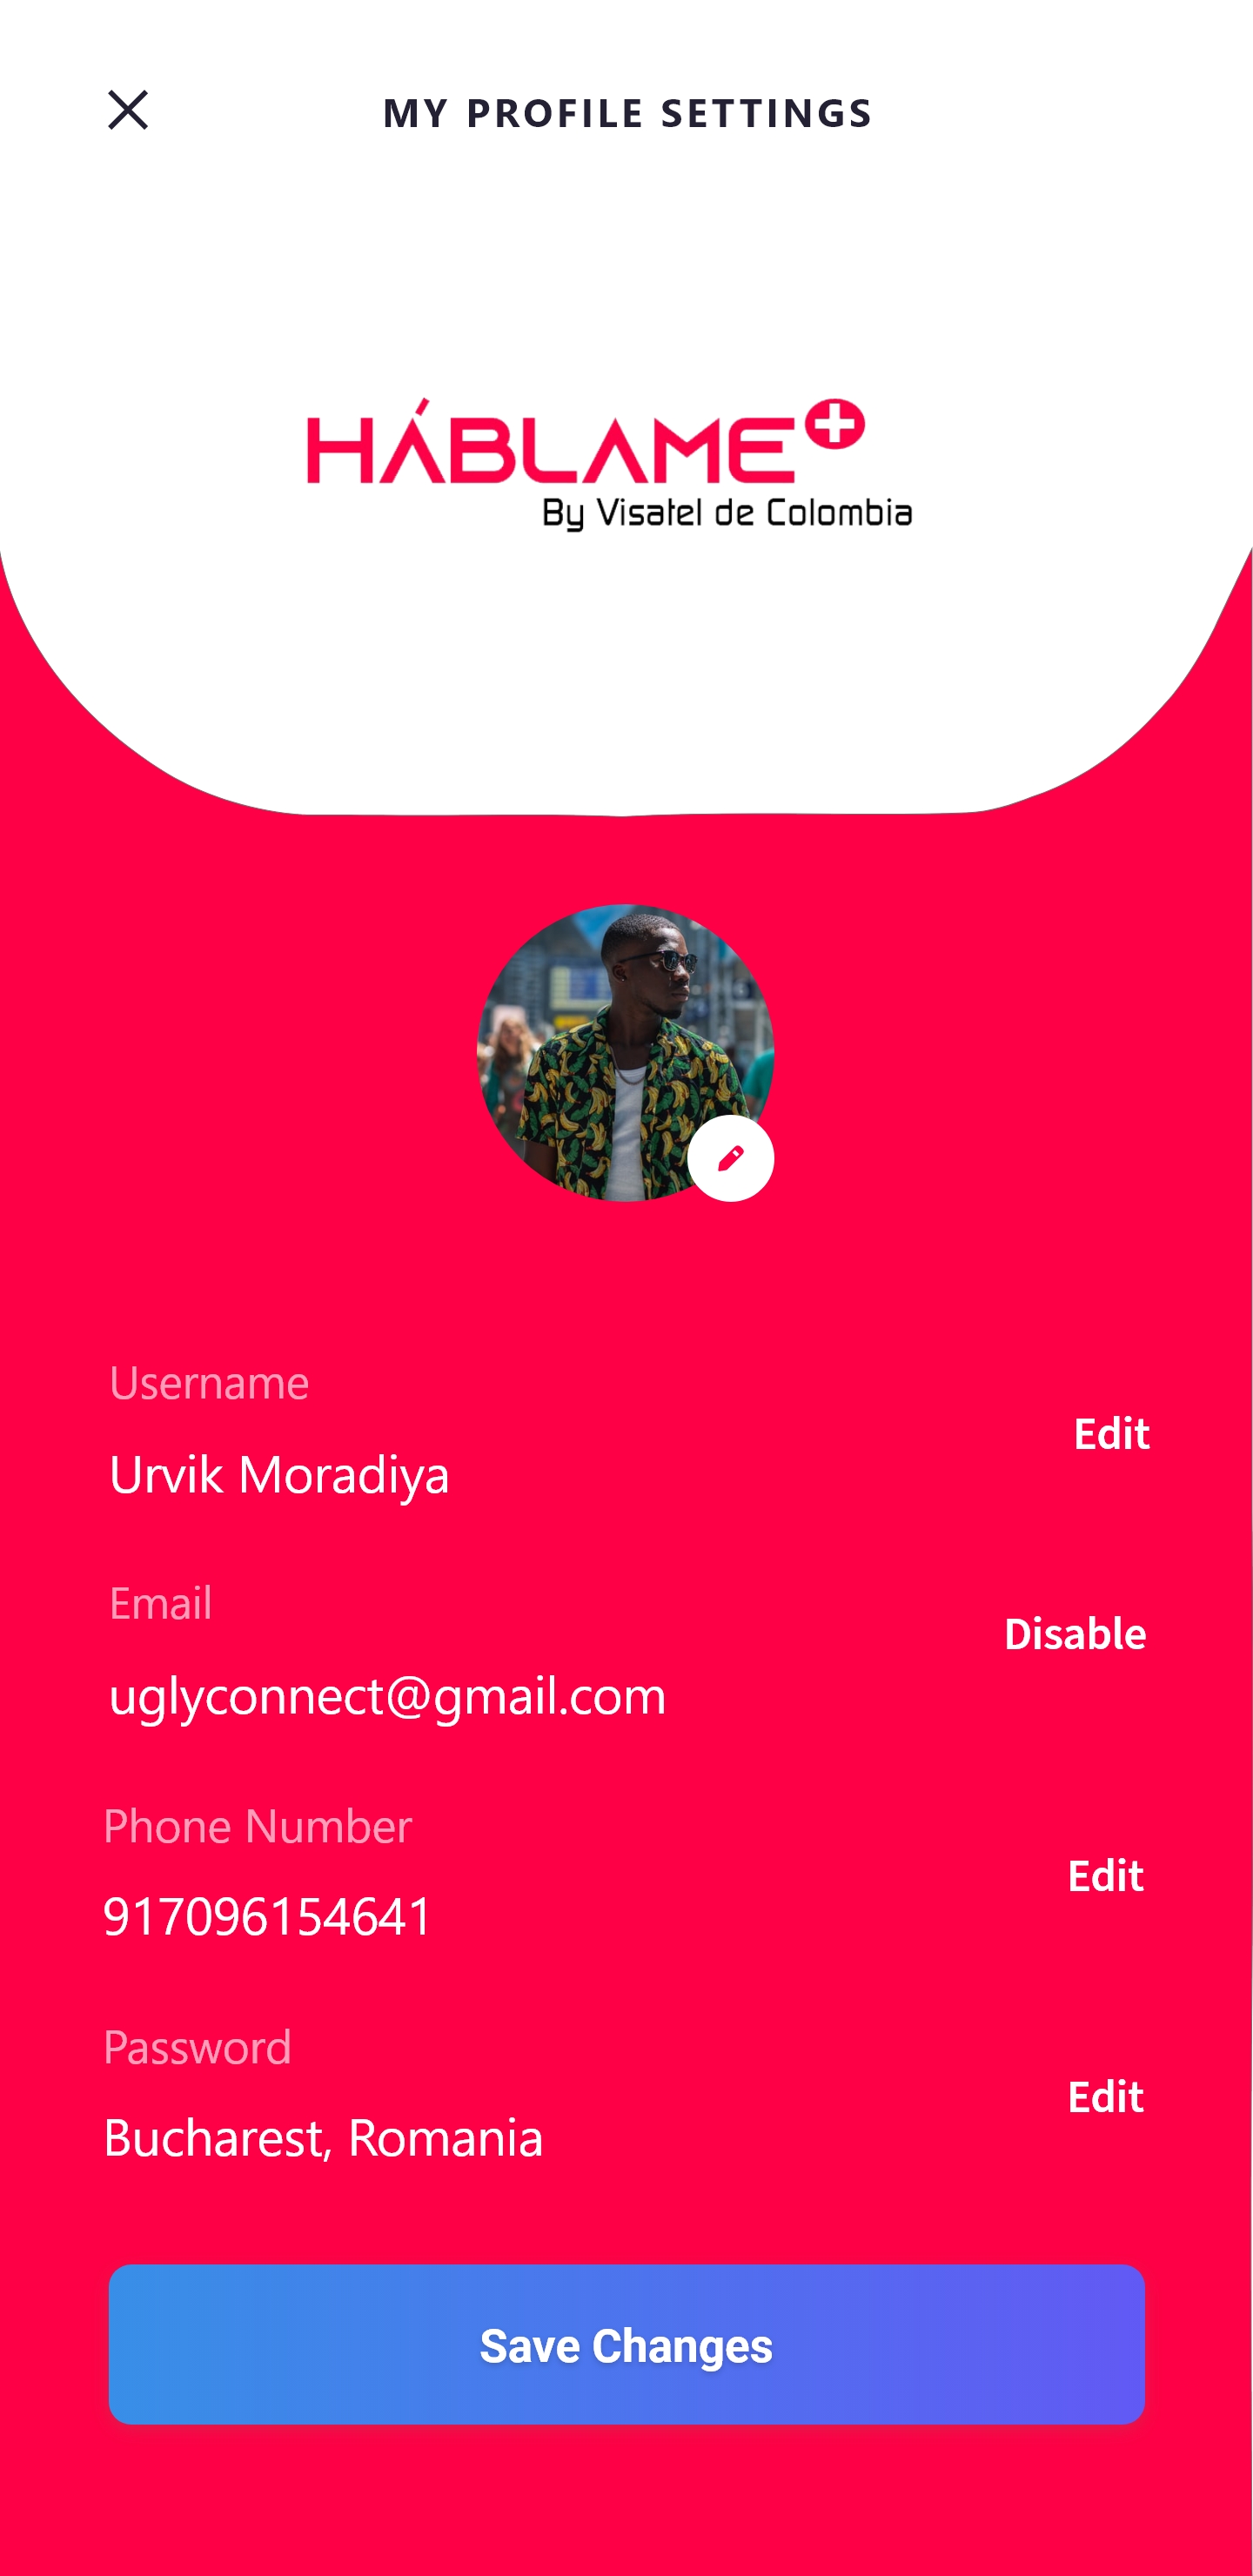 MY PROFILE SETTINGS
HÁBLAME
By Visatel de Colombia
Username
Edit
Urvik Moradiya
Email
Disable
uglyconnect@gmail.com
Phone Number
Edit
917096154641
Password
Edit
Bucharest, Romania
Save Changes